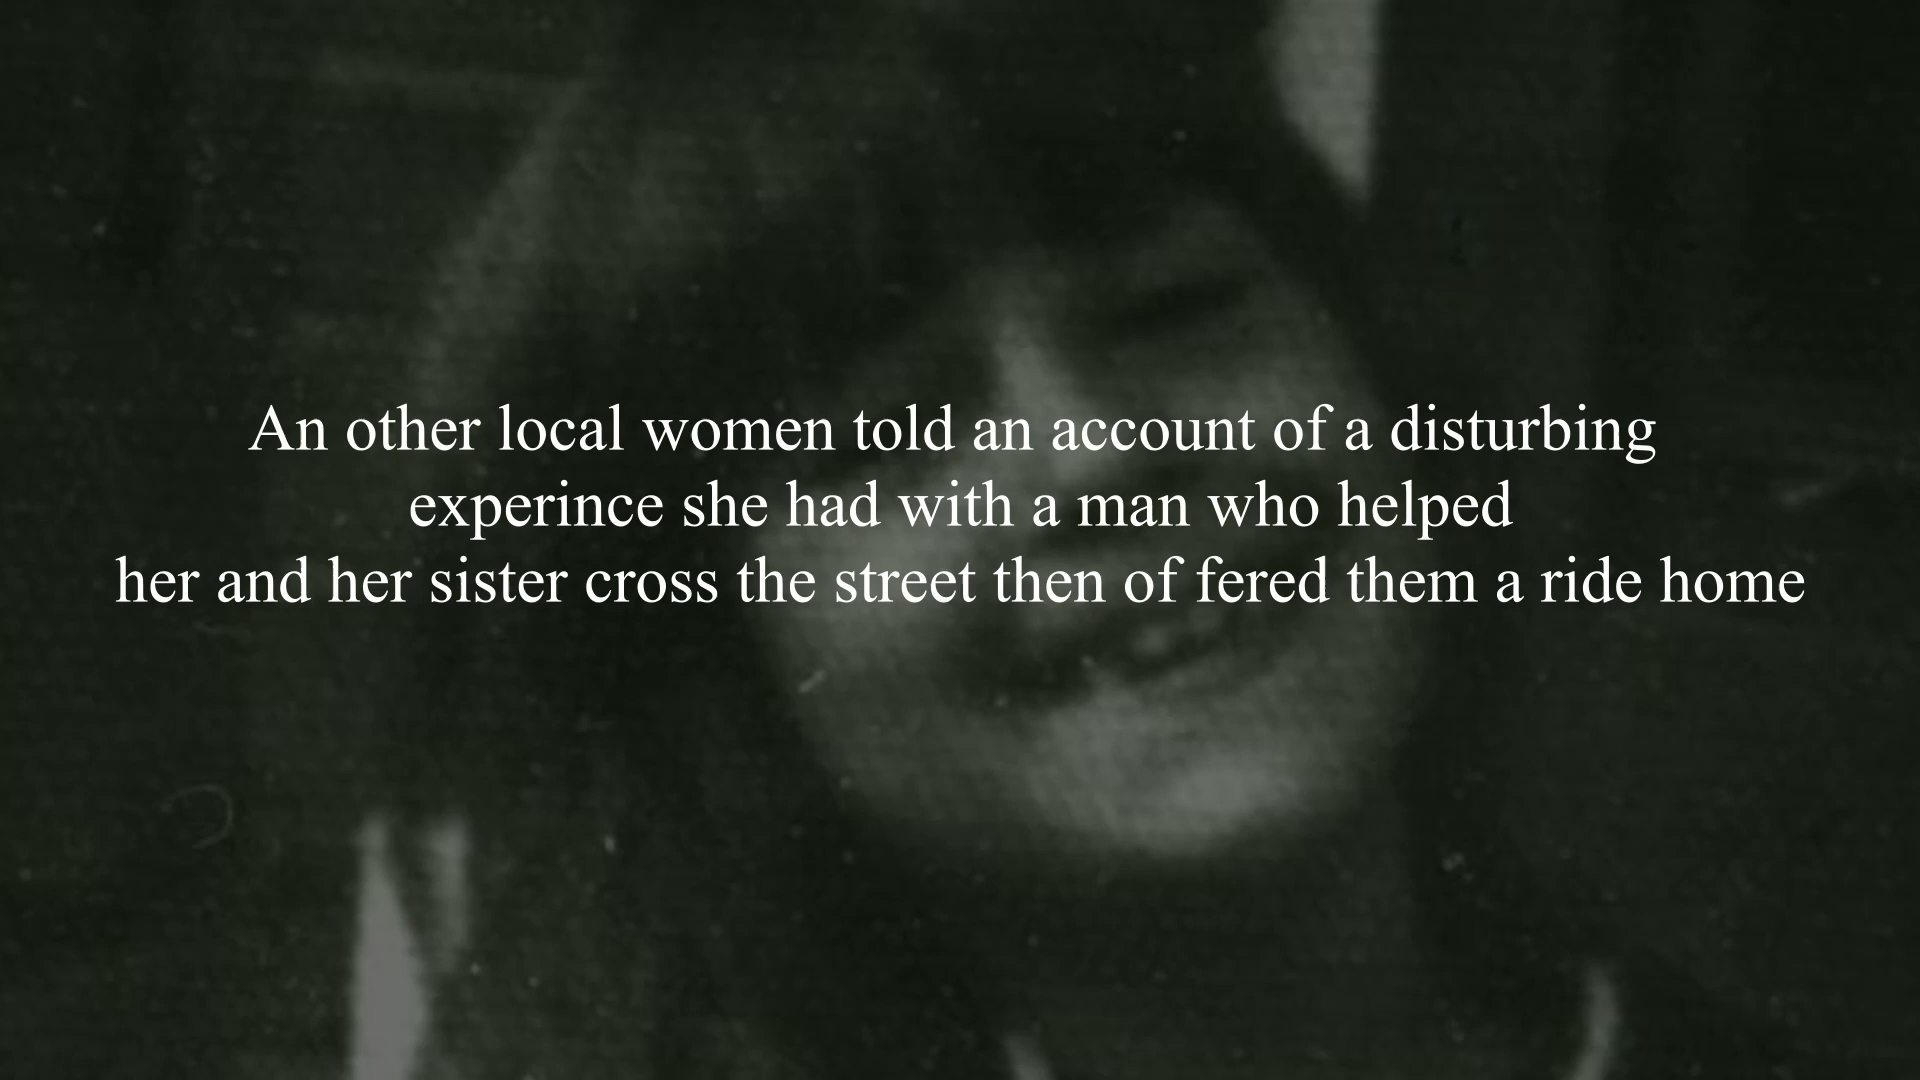 An other local women told an account of a disturbing
experince she had with a man who helped
her and her sister cross the street then of fered them a ride home